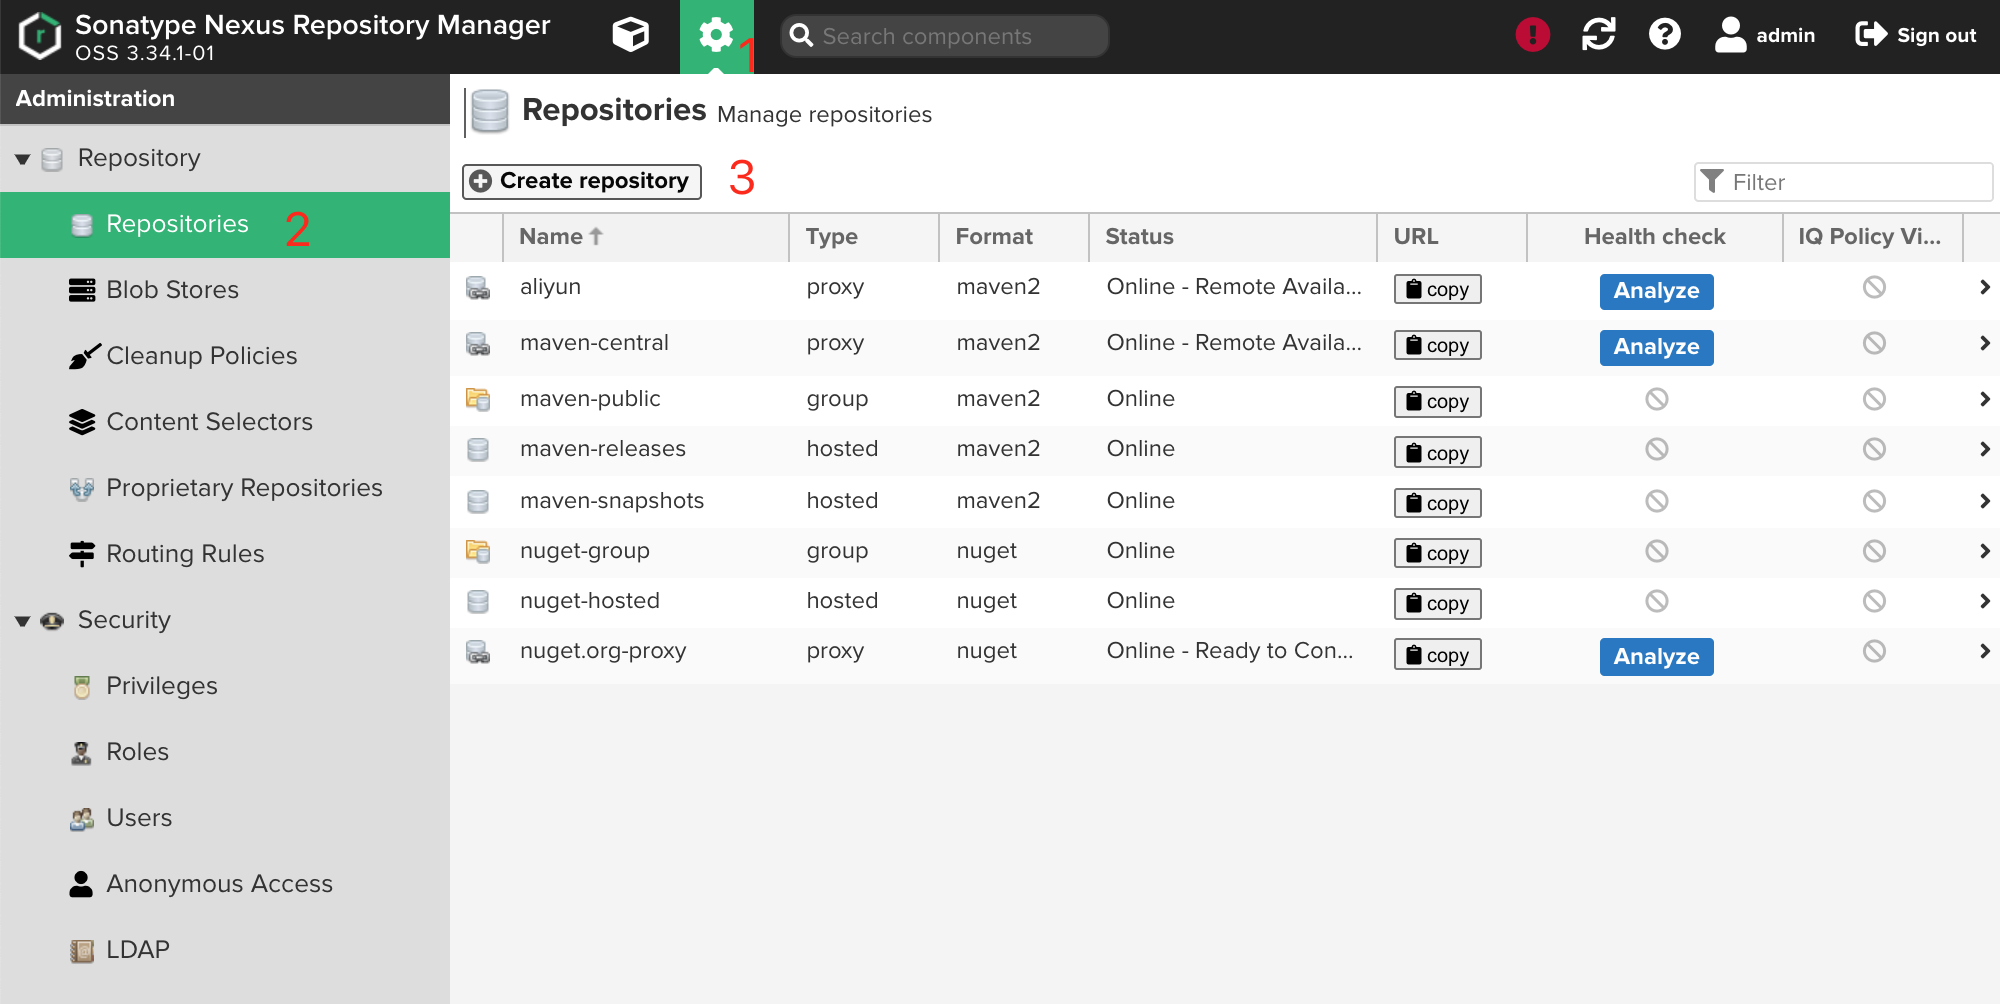 Sonatype Nexus Repository Manager
OSS 3.34.1-01
1
Search components
admin
Sign out
Administration
Repository
Repositories 2
Blob Stores
Cleanup Policies
Content Selectors
Proprietary Repositories
Routing Rules
Security
Privileges
Roles
Users
Anonymous Access
LDAP
Repositories Manage repositories
Create repository 3
Filter
Name Type Format Status URL Health check IQ Policy Vi...
aliyun proxy maven2 Online - Remote Availa... copy Analyze
maven-central proxy maven2 Online - Remote Availa... copy Analyze
maven-public group maven2 Online copy
maven-releases hosted maven2 Online copy
maven-snapshots hosted maven2 Online copy
nuget-group group nuget Online copy
nuget-hosted hosted nuget Online copy
nuget.org-proxy proxy nuget Online - Ready to Con... copy Analyze